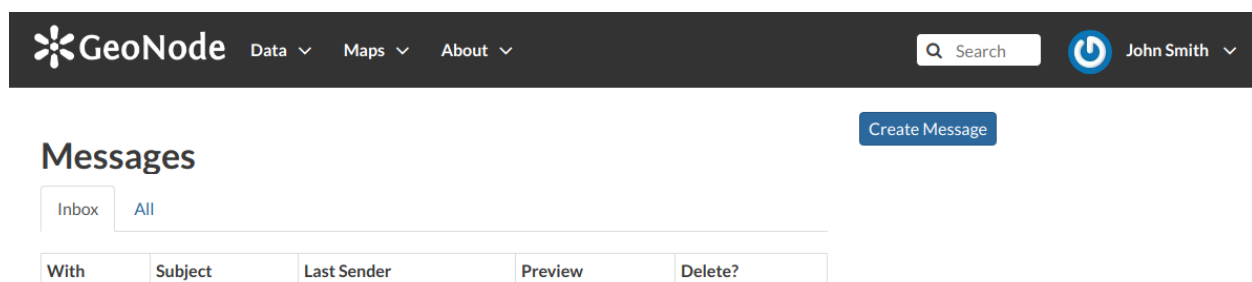 GeoNode Data Maps About Search John Smith
Create Message
Messages
Inbox All
With Subject Last Sender Preview Delete?